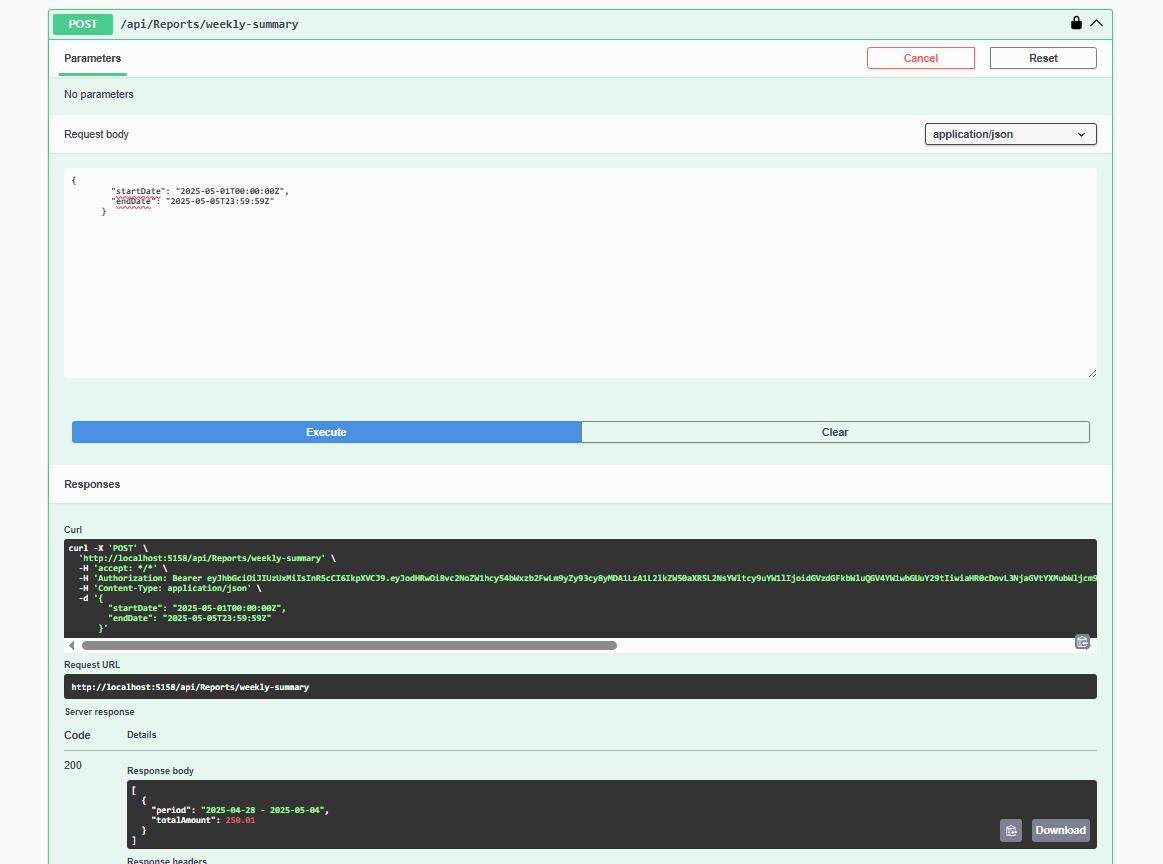 POST /api/Reports/weekly-summary
Parameters Cancel Reset
No parameters
Request body application/json
{
"startDate": "2025-05-01T00:00:00Z",
"endDate": "2025-05-05T23:59:59Z"
}
Execute Clear
Responses
Curl
curl -X 'POST' \
'http://localhost:5158/api/Reports/weekly-summary' \
-H 'accept: */*' \
-H 'Authorization: Bearer
-H 'Content-Type: application/json' \
-d '{
"startDate": "2025-05-01T00:00:00Z",
"endDate": "2025-05-05T23:59:59Z"
}'
Request URL
http://localhost:5158/api/Reports/weekly-summary
Server response
Code Details
200
Response body
[
{
"period": "2025-04-28 - 2025-05-04",
"totalAmount": 250.01
}
]
Download
Response headers